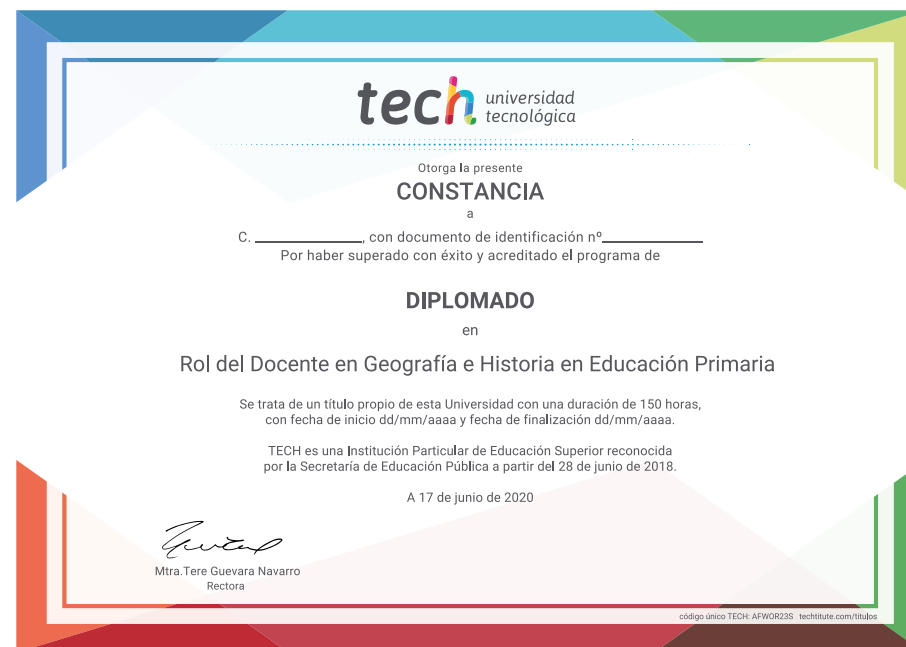 tech universidad
tecnológica
Otorga la presente
CONSTANCIA
a
C. ____________, con documento de identificación nº____________
Por haber superado con éxito y acreditado el programa de
DIPLOMADO
en
Rol del Docente en Geografía e Historia en Educación Primaria
Se trata de un título propio de esta Universidad con una duración de 150 horas,
con fecha de inicio dd/mm/aaaa y fecha de finalización dd/mm/aaaa.
TECH es una Institución Particular de Educación Superior reconocida
por la Secretaría de Educación Pública a partir del 28 de junio de 2018.
A 17 de junio de 2020
Mtra.Tere Guevara Navarro
Rectora
código único TECH: AFWOR23S techtitute.com/titulos